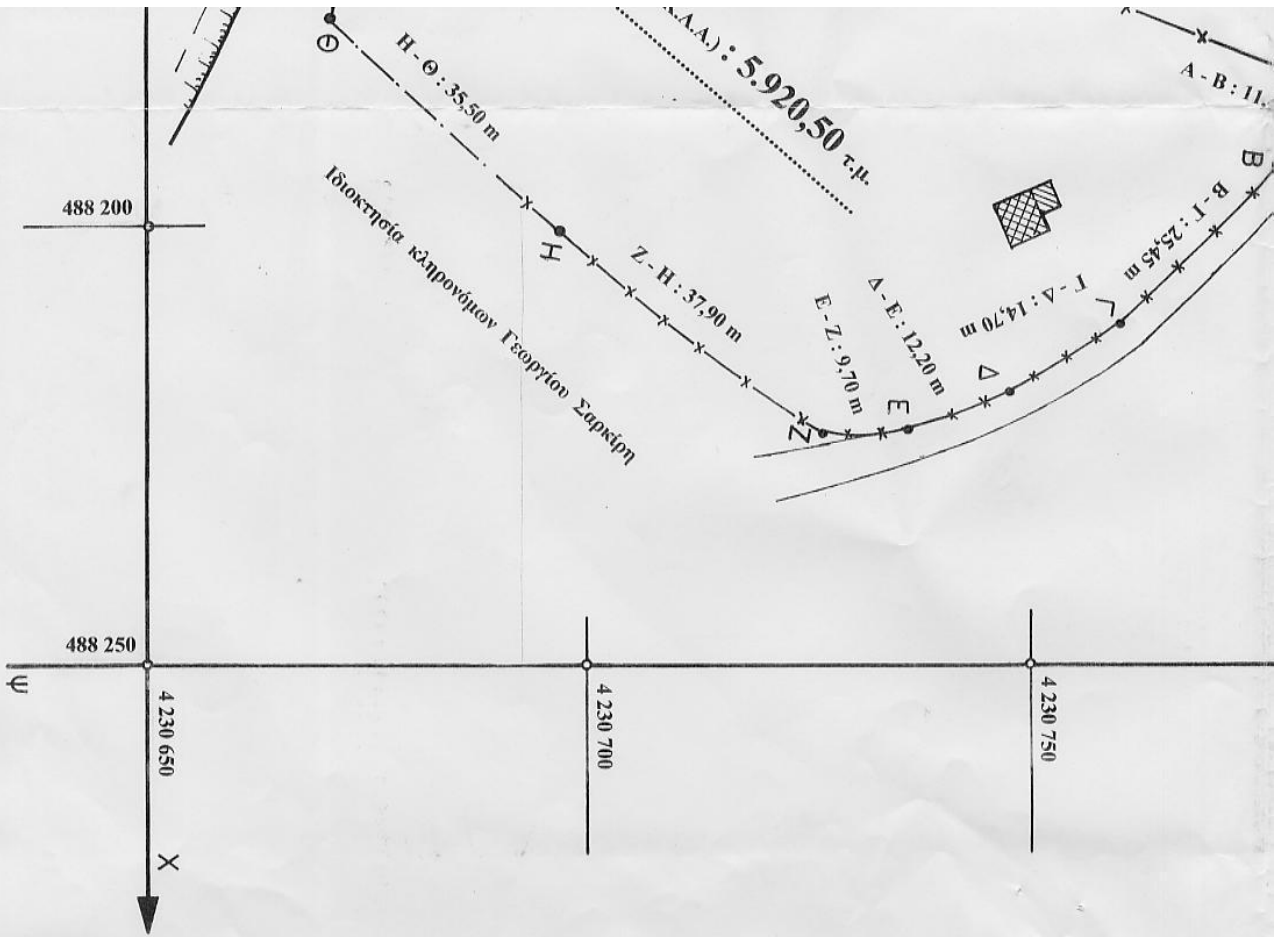 Θ
Η - Θ : 35,50 m
Λ.Α.) : 5.920,50 τ.μ.
Α - Β : 11,
Β
Β - Γ : 25,45 m
Γ
Γ - Δ : 14,70 m
Δ
Δ - Ε : 12,20 m
Ε
Ε - Ζ : 9,70 m
Ζ
Ζ - Η : 37,90 m
Η
Ιδιοκτησία κληρονόμων Γεωργίου Σαρκίρη
488 200
488 250
Ψ
4 230 650
4 230 700
4 230 750
Χ